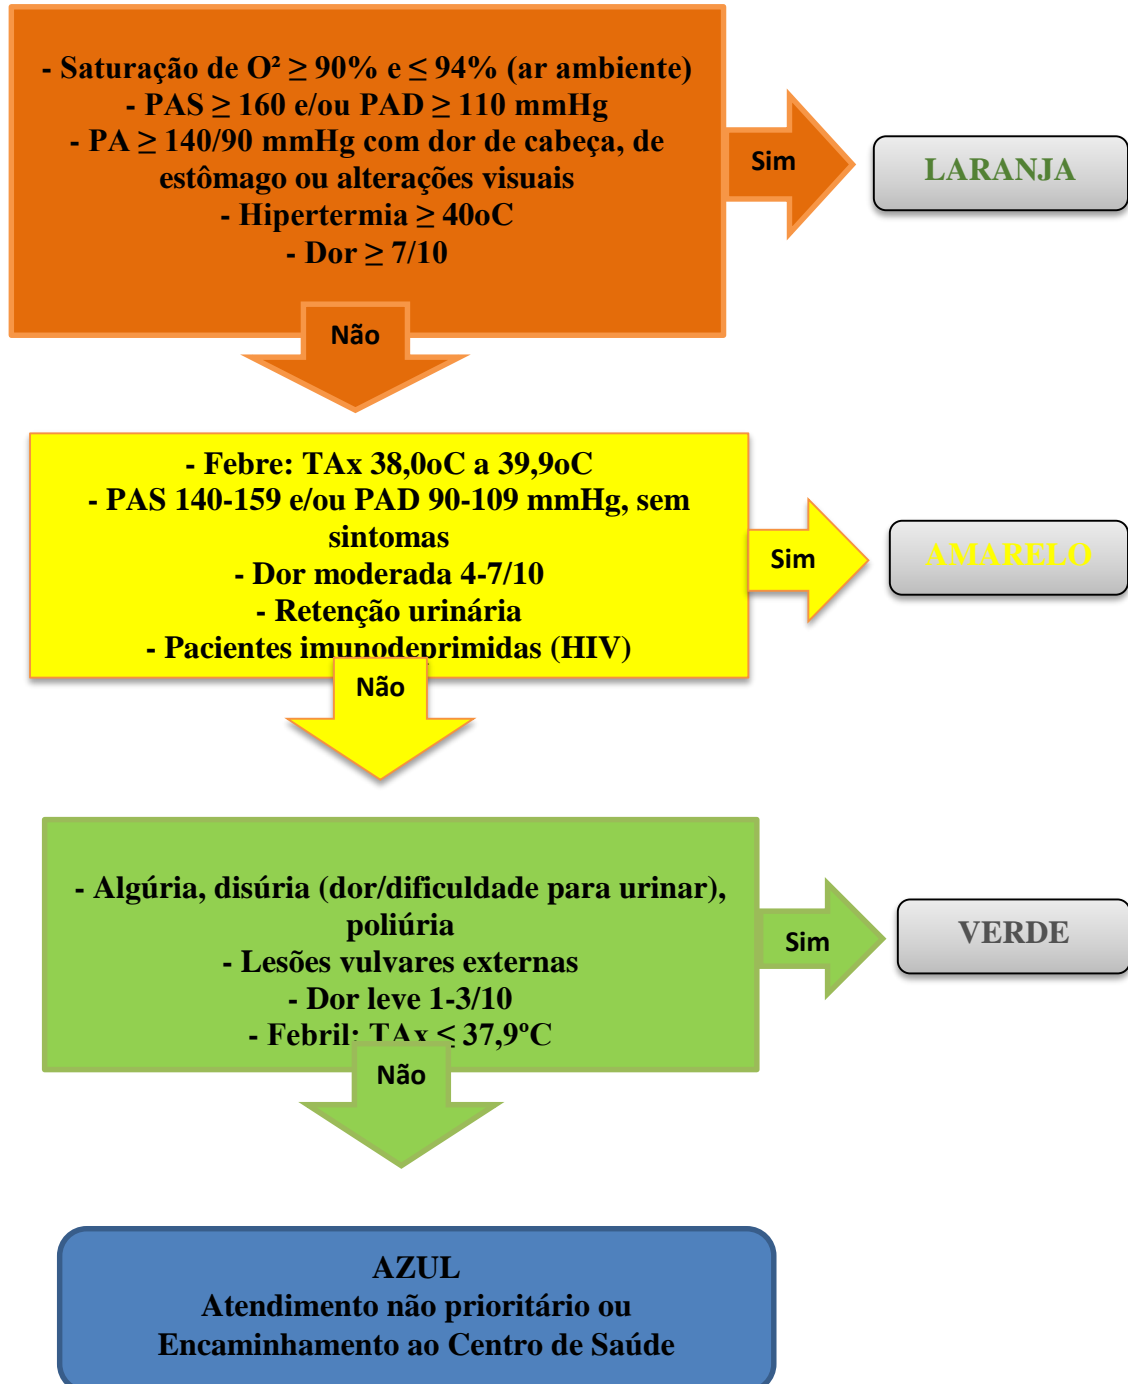 - Saturação de O² ≥ 90% e ≤ 94% (ar ambiente)
- PAS ≥ 160 e/ou PAD ≥ 110 mmHg
- PA ≥ 140/90 mmHg com dor de cabeça, de
estômago ou alterações visuais
- Hipertermia ≥ 40oC
- Dor ≥ 7/10
Sim
LARANJA
Não
- Febre: TAx 38,0oC a 39,9oC
- PAS 140-159 e/ou PAD 90-109 mmHg, sem
sintomas
- Dor moderada 4-7/10
- Retenção urinária
- Pacientes imunodeprimidas (HIV)
Sim
AMARELO
Não
- Algúria, disúria (dor/dificuldade para urinar),
poliúria
- Lesões vulvares externas
- Dor leve 1-3/10
- Febril: TAx ≤ 37,9ºC
Sim
VERDE
Não
AZUL
Atendimento não prioritário ou
Encaminhamento ao Centro de Saúde